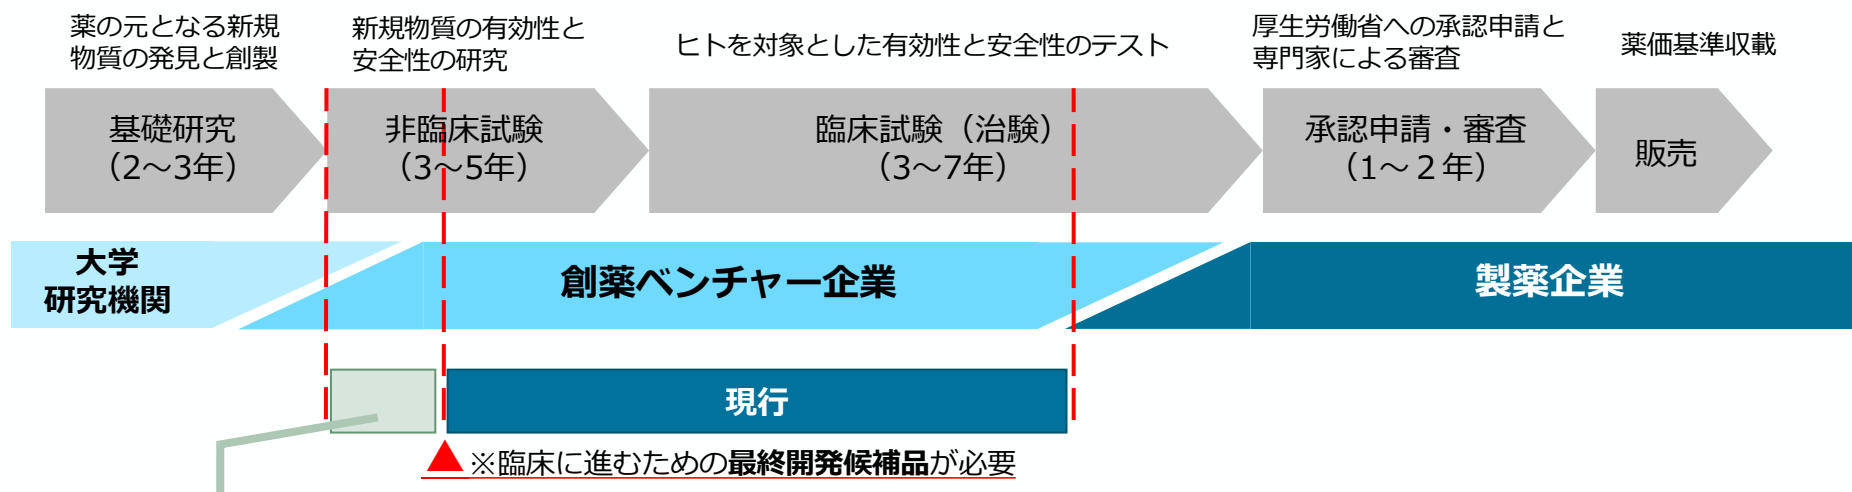 薬の元となる新規
物質の発見と創製
新規物質の有効性と
安全性の研究
ヒトを対象とした有効性と安全性のテスト
厚生労働省への承認申請と
専門家による審査
薬価基準収載
基礎研究
（2～3年）
非臨床試験
（3～5年）
臨床試験（治験）
（3～7年）
承認申請・審査
（1～２年）
販売
大学
研究機関
創薬ベンチャー企業
製薬企業
現行
※臨床に進むための最終開発候補品が必要